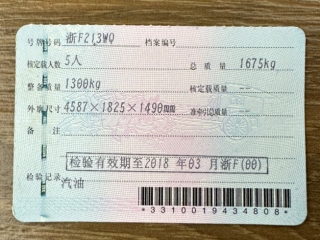 号牌号码 浙F213WQ 档案编号
核定载人数 5人 总质量 1675kg
整备质量 1300kg 核定载质量 --
外廓尺寸 4587×1825×1490mm 准牵引总质量 --
备注
检验有效期至2018 年03 月浙F(00)
检验记录
汽油
*3310019434808*